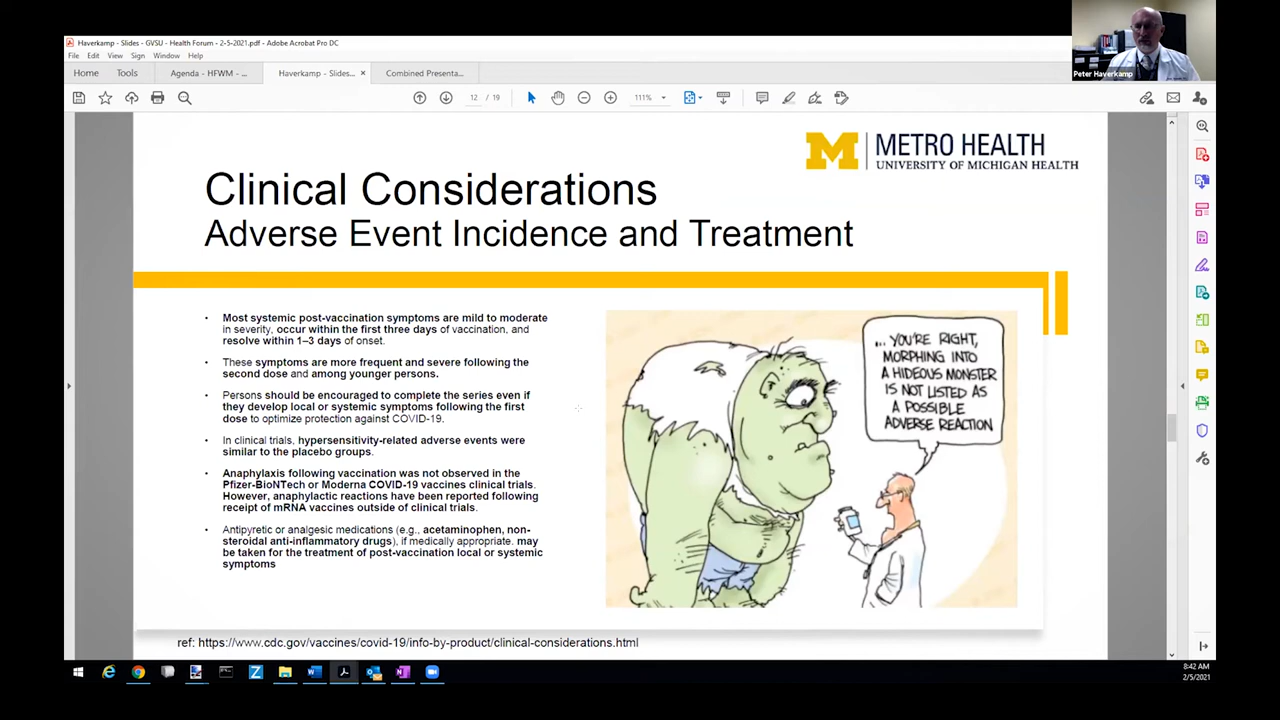 Haverkamp - Slides - GVSU - Health Forum - 2-5-2021.pdf - Adobe Acrobat Pro DC
File Edit View Sign Window Help
Home Tools Agenda - HFWM - ... Haverkamp - Slides... × Combined Presenta...
12 / 19 111%
Peter Haverkamp
METRO HEALTH
UNIVERSITY OF MICHIGAN HEALTH
Clinical Considerations
Adverse Event Incidence and Treatment
• Most systemic post-vaccination symptoms are mild to moderate
in severity, occur within the first three days of vaccination, and
resolve within 1–3 days of onset.
• These symptoms are more frequent and severe following the
second dose and among younger persons.
• Persons should be encouraged to complete the series even if
they develop local or systemic symptoms following the first
dose to optimize protection against COVID-19.
• In clinical trials, hypersensitivity-related adverse events were
similar to the placebo groups.
• Anaphylaxis following vaccination was not observed in the
Pfizer-BioNTech or Moderna COVID-19 vaccines clinical trials.
However, anaphylactic reactions have been reported following
receipt of mRNA vaccines outside of clinical trials.
• Antipyretic or analgesic medications (e.g., acetaminophen, non-
steroidal anti-inflammatory drugs), if medically appropriate. may
be taken for the treatment of post-vaccination local or systemic
symptoms
... YOU'RE RIGHT,
MORPHING INTO
A HIDEOUS MONSTER
IS NOT LISTED AS
A POSSIBLE
ADVERSE REACTION
ref: https://www.cdc.gov/vaccines/covid-19/info-by-product/clinical-considerations.html
8:42 AM
2/5/2021